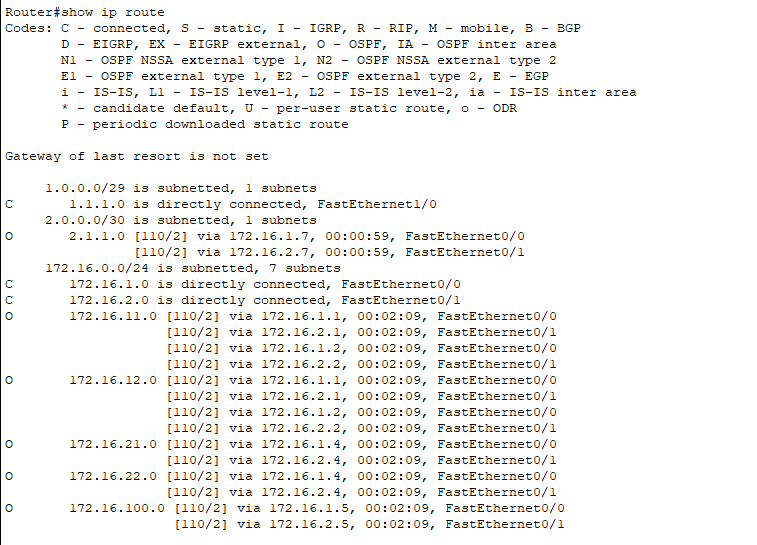 Router#show ip route
Codes: C - connected, S - static, I - IGRP, R - RIP, M - mobile, B - BGP
       D - EIGRP, EX - EIGRP external, O - OSPF, IA - OSPF inter area
       N1 - OSPF NSSA external type 1, N2 - OSPF NSSA external type 2
       E1 - OSPF external type 1, E2 - OSPF external type 2, E - EGP
       i - IS-IS, L1 - IS-IS level-1, L2 - IS-IS level-2, ia - IS-IS inter area
       * - candidate default, U - per-user static route, o - ODR
       P - periodic downloaded static route
Gateway of last resort is not set
     1.0.0.0/29 is subnetted, 1 subnets
C       1.1.1.0 is directly connected, FastEthernet1/0
     2.0.0.0/30 is subnetted, 1 subnets
O       2.1.1.0 [110/2] via 172.16.1.7, 00:00:59, FastEthernet0/0
                [110/2] via 172.16.2.7, 00:00:59, FastEthernet0/1
     172.16.0.0/24 is subnetted, 7 subnets
C       172.16.1.0 is directly connected, FastEthernet0/0
C       172.16.2.0 is directly connected, FastEthernet0/1
O       172.16.11.0 [110/2] via 172.16.1.1, 00:02:09, FastEthernet0/0
                    [110/2] via 172.16.2.1, 00:02:09, FastEthernet0/1
                    [110/2] via 172.16.1.2, 00:02:09, FastEthernet0/0
                    [110/2] via 172.16.2.2, 00:02:09, FastEthernet0/1
O       172.16.12.0 [110/2] via 172.16.1.1, 00:02:09, FastEthernet0/0
                    [110/2] via 172.16.2.1, 00:02:09, FastEthernet0/1
                    [110/2] via 172.16.1.2, 00:02:09, FastEthernet0/0
                    [110/2] via 172.16.2.2, 00:02:09, FastEthernet0/1
O       172.16.21.0 [110/2] via 172.16.1.4, 00:02:09, FastEthernet0/0
                    [110/2] via 172.16.2.4, 00:02:09, FastEthernet0/1
O       172.16.22.0 [110/2] via 172.16.1.4, 00:02:09, FastEthernet0/0
                    [110/2] via 172.16.2.4, 00:02:09, FastEthernet0/1
O       172.16.100.0 [110/2] via 172.16.1.5, 00:02:09, FastEthernet0/0
                     [110/2] via 172.16.2.5, 00:02:09, FastEthernet0/1